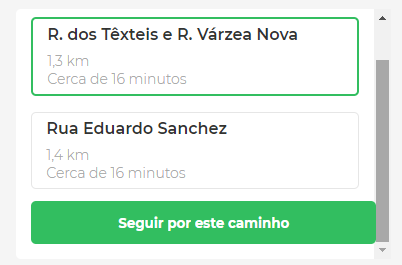 R. dos Têxteis e R. Várzea Nova
1,3 km
Cerca de 16 minutos
Rua Eduardo Sanchez
1,4 km
Cerca de 16 minutos
Seguir por este caminho